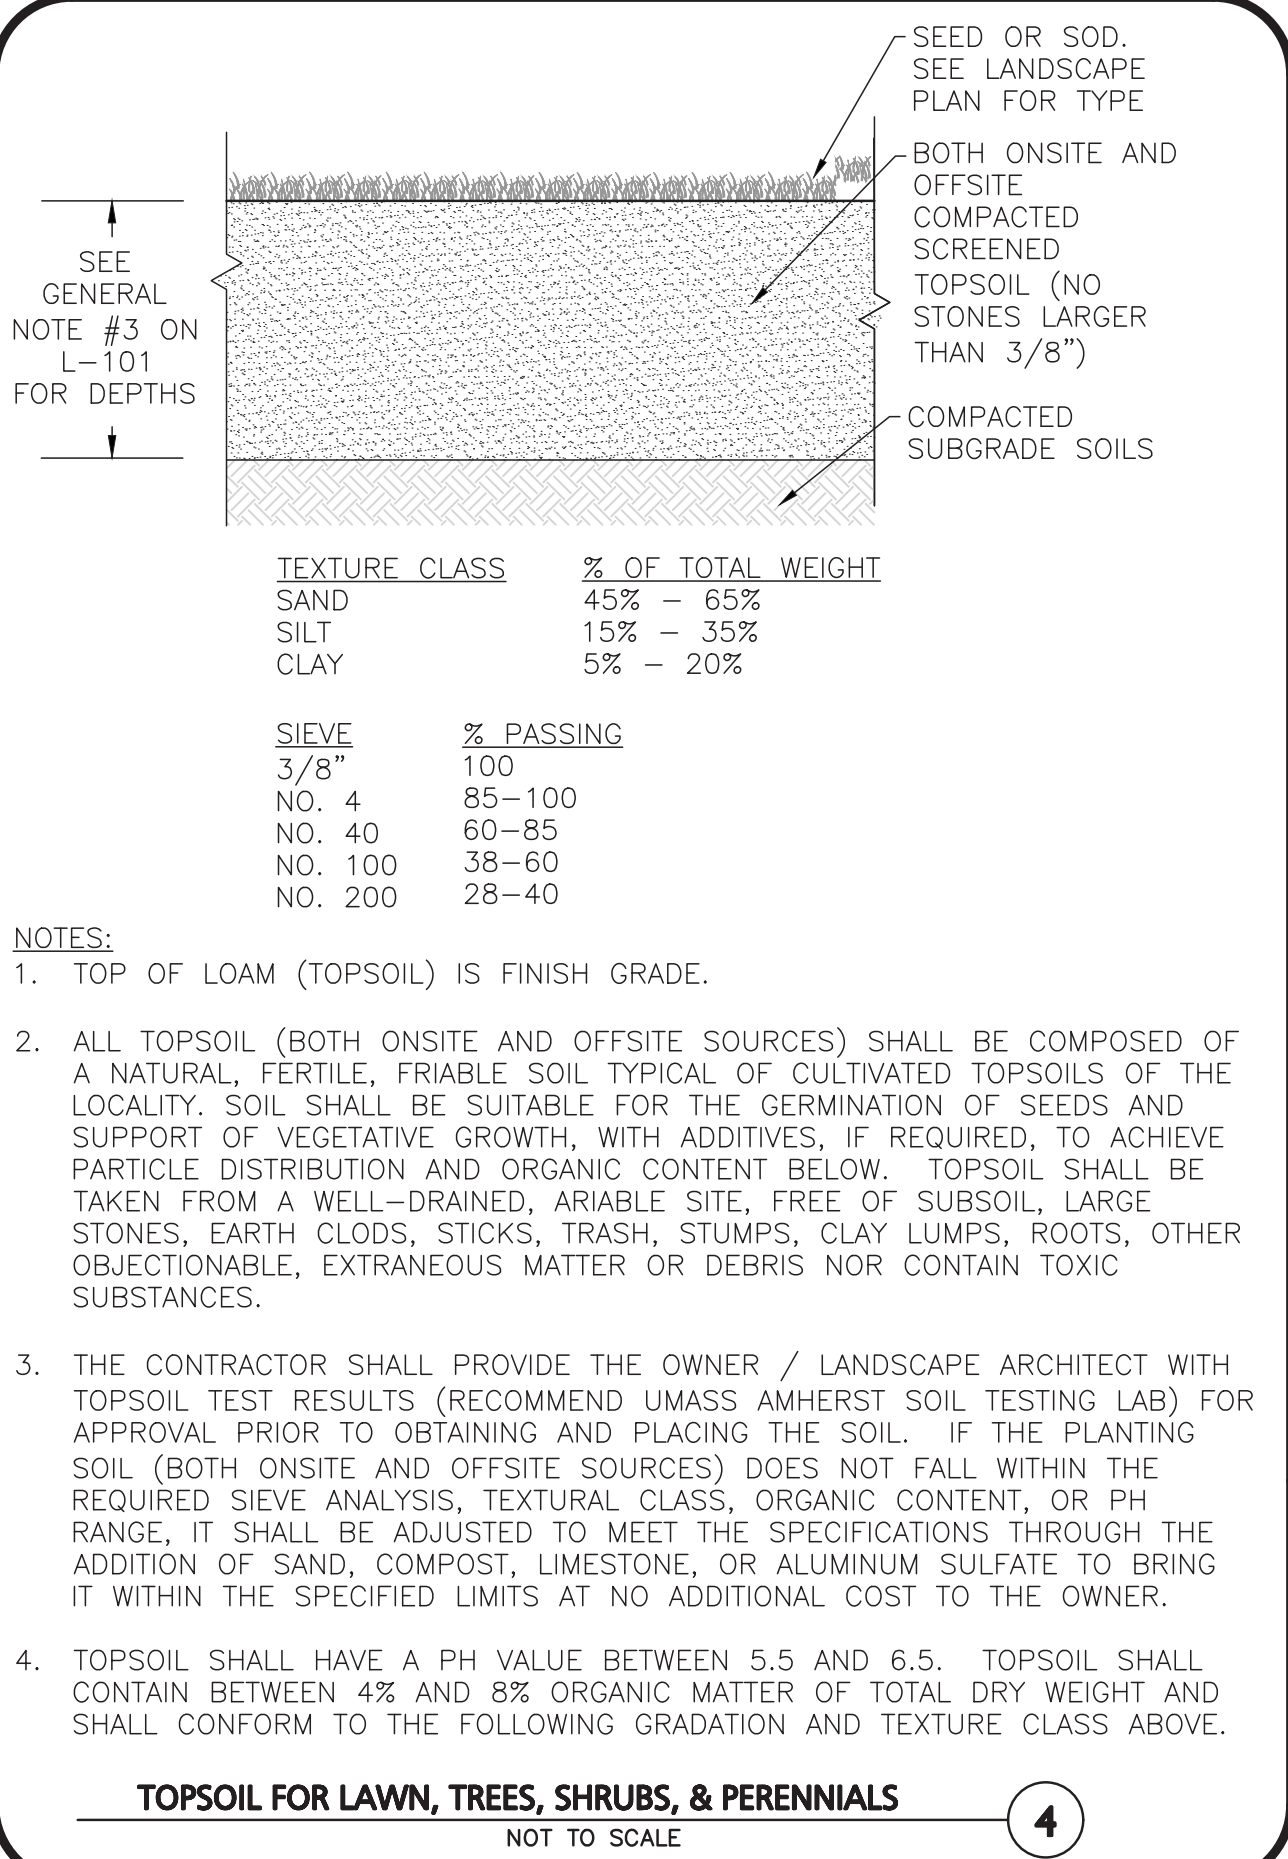 SEED OR SOD.
SEE LANDSCAPE
PLAN FOR TYPE
BOTH ONSITE AND
OFFSITE
COMPACTED
SCREENED
TOPSOIL (NO
STONES LARGER
THAN 3/8")
SEE
GENERAL
NOTE #3 ON
L-101
FOR DEPTHS
COMPACTED
SUBGRADE SOILS
TEXTURE CLASS % OF TOTAL WEIGHT
SAND 45% - 65%
SILT 15% - 35%
CLAY 5% - 20%
SIEVE % PASSING
3/8" 100
NO. 4 85-100
NO. 40 60-85
NO. 100 38-60
NO. 200 28-40
NOTES:
1. TOP OF LOAM (TOPSOIL) IS FINISH GRADE.
2. ALL TOPSOIL (BOTH ONSITE AND OFFSITE SOURCES) SHALL BE COMPOSED OF
A NATURAL, FERTILE, FRIABLE SOIL TYPICAL OF CULTIVATED TOPSOILS OF THE
LOCALITY. SOIL SHALL BE SUITABLE FOR THE GERMINATION OF SEEDS AND
SUPPORT OF VEGETATIVE GROWTH, WITH ADDITIVES, IF REQUIRED, TO ACHIEVE
PARTICLE DISTRIBUTION AND ORGANIC CONTENT BELOW. TOPSOIL SHALL BE
TAKEN FROM A WELL-DRAINED, ARIABLE SITE, FREE OF SUBSOIL, LARGE
STONES, EARTH CLODS, STICKS, TRASH, STUMPS, CLAY LUMPS, ROOTS, OTHER
OBJECTIONABLE, EXTRANEOUS MATTER OR DEBRIS NOR CONTAIN TOXIC
SUBSTANCES.
3. THE CONTRACTOR SHALL PROVIDE THE OWNER / LANDSCAPE ARCHITECT WITH
TOPSOIL TEST RESULTS (RECOMMEND UMASS AMHERST SOIL TESTING LAB) FOR
APPROVAL PRIOR TO OBTAINING AND PLACING THE SOIL. IF THE PLANTING
SOIL (BOTH ONSITE AND OFFSITE SOURCES) DOES NOT FALL WITHIN THE
REQUIRED SIEVE ANALYSIS, TEXTURAL CLASS, ORGANIC CONTENT, OR PH
RANGE, IT SHALL BE ADJUSTED TO MEET THE SPECIFICATIONS THROUGH THE
ADDITION OF SAND, COMPOST, LIMESTONE, OR ALUMINUM SULFATE TO BRING
IT WITHIN THE SPECIFIED LIMITS AT NO ADDITIONAL COST TO THE OWNER.
4. TOPSOIL SHALL HAVE A PH VALUE BETWEEN 5.5 AND 6.5. TOPSOIL SHALL
CONTAIN BETWEEN 4% AND 8% ORGANIC MATTER OF TOTAL DRY WEIGHT AND
SHALL CONFORM TO THE FOLLOWING GRADATION AND TEXTURE CLASS ABOVE.
TOPSOIL FOR LAWN, TREES, SHRUBS, & PERENNIALS
4
NOT TO SCALE